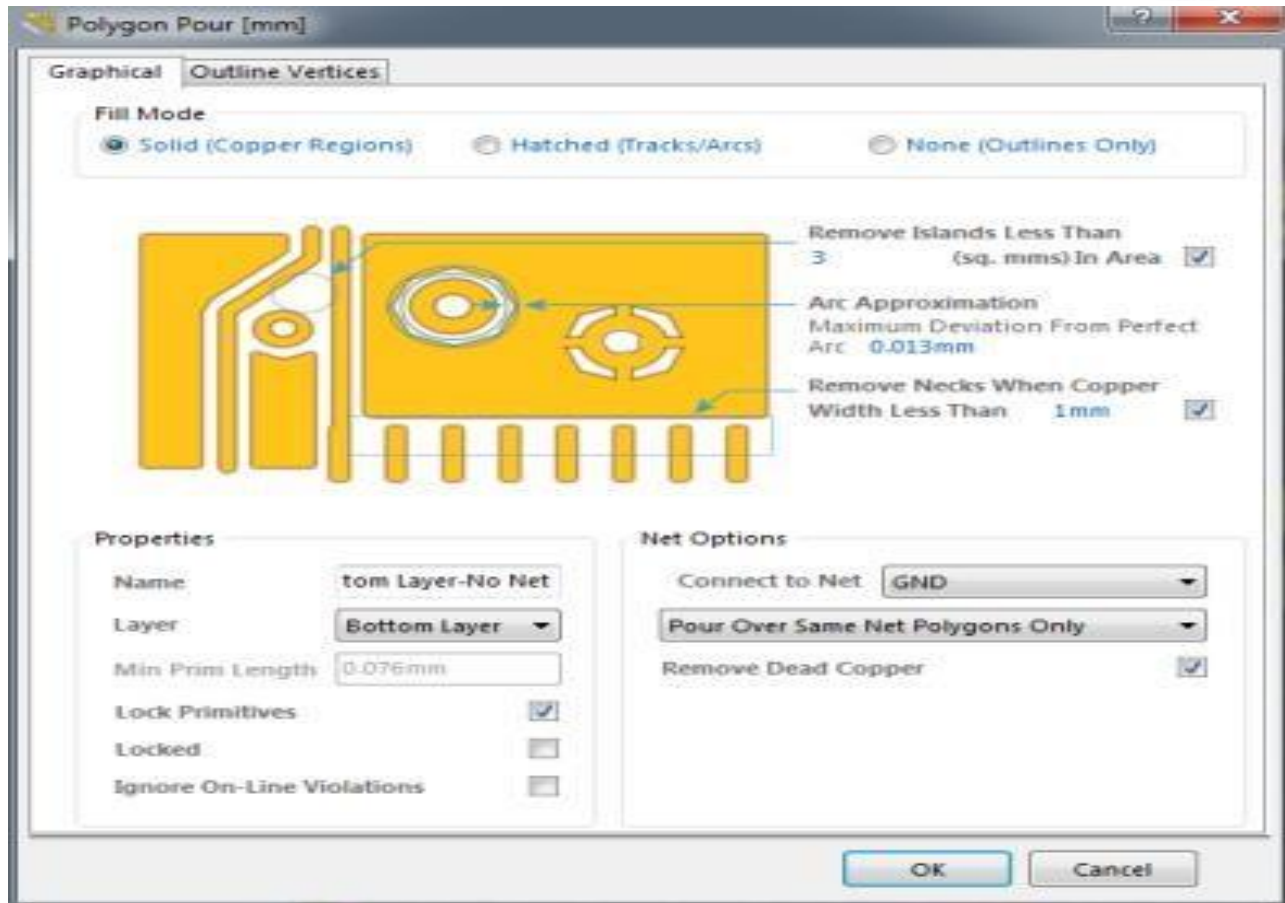 Polygon Pour [mm]
Graphical Outline Vertices
Fill Mode
Solid (Copper Regions) Hatched (Tracks/Arcs) None (Outlines Only)
Remove Islands Less Than
3 (sq. mms) In Area
Arc Approximation
Maximum Deviation From Perfect
Arc 0.013mm
Remove Necks When Copper
Width Less Than 1mm
Properties
Name tom Layer-No Net
Layer Bottom Layer
Min Prim Length 0.076mm
Lock Primitives
Locked
Ignore On-Line Violations
Net Options
Connect to Net GND
Pour Over Same Net Polygons Only
Remove Dead Copper
OK Cancel